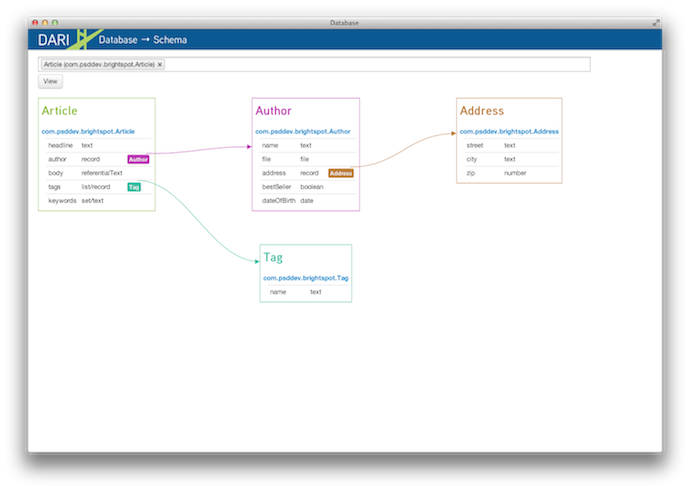 Database
DARI Database → Schema
Article (com.psddev.brightspot.Article) ×
View
Article
com.psddev.brightspot.Article
headline text
author record Author
body referentialText
tags list/record Tag
keywords set/text
Author
com.psddev.brightspot.Author
name text
file file
address record Address
bestSeller boolean
dateOfBirth date
Address
com.psddev.brightspot.Address
street text
city text
zip number
Tag
com.psddev.brightspot.Tag
name text